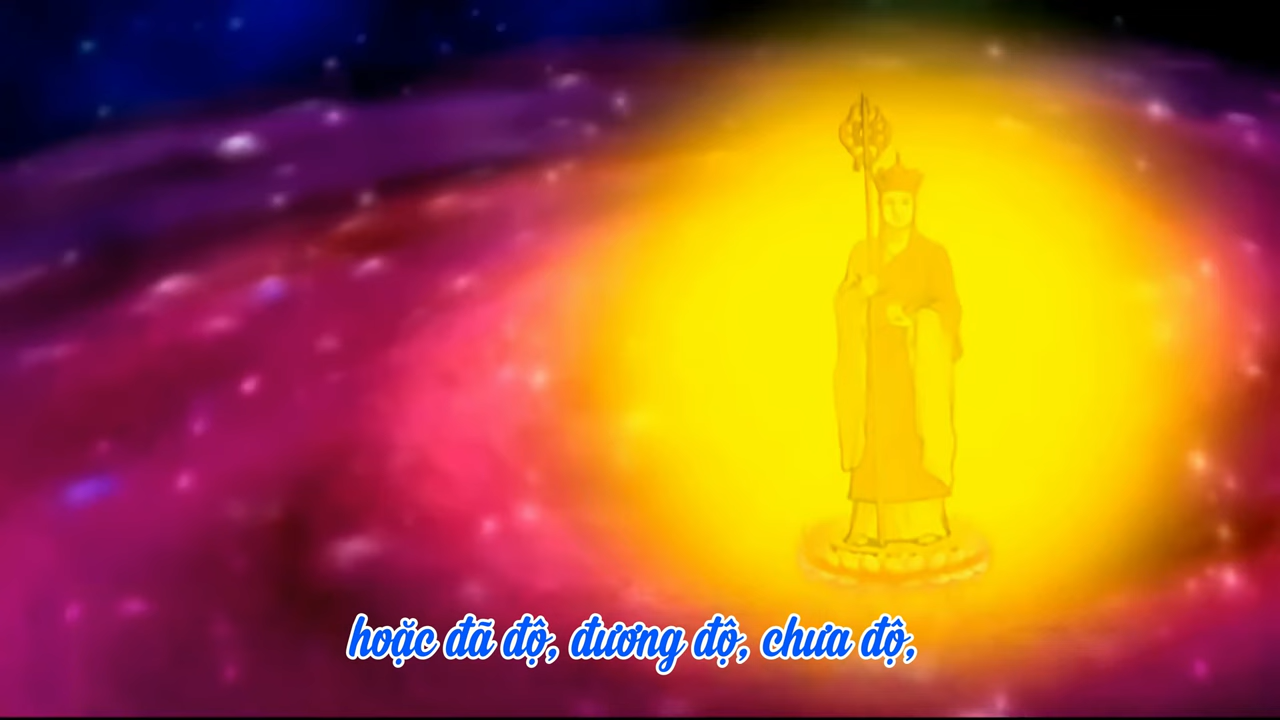 hoặc đã độ, đương độ, chưa độ,